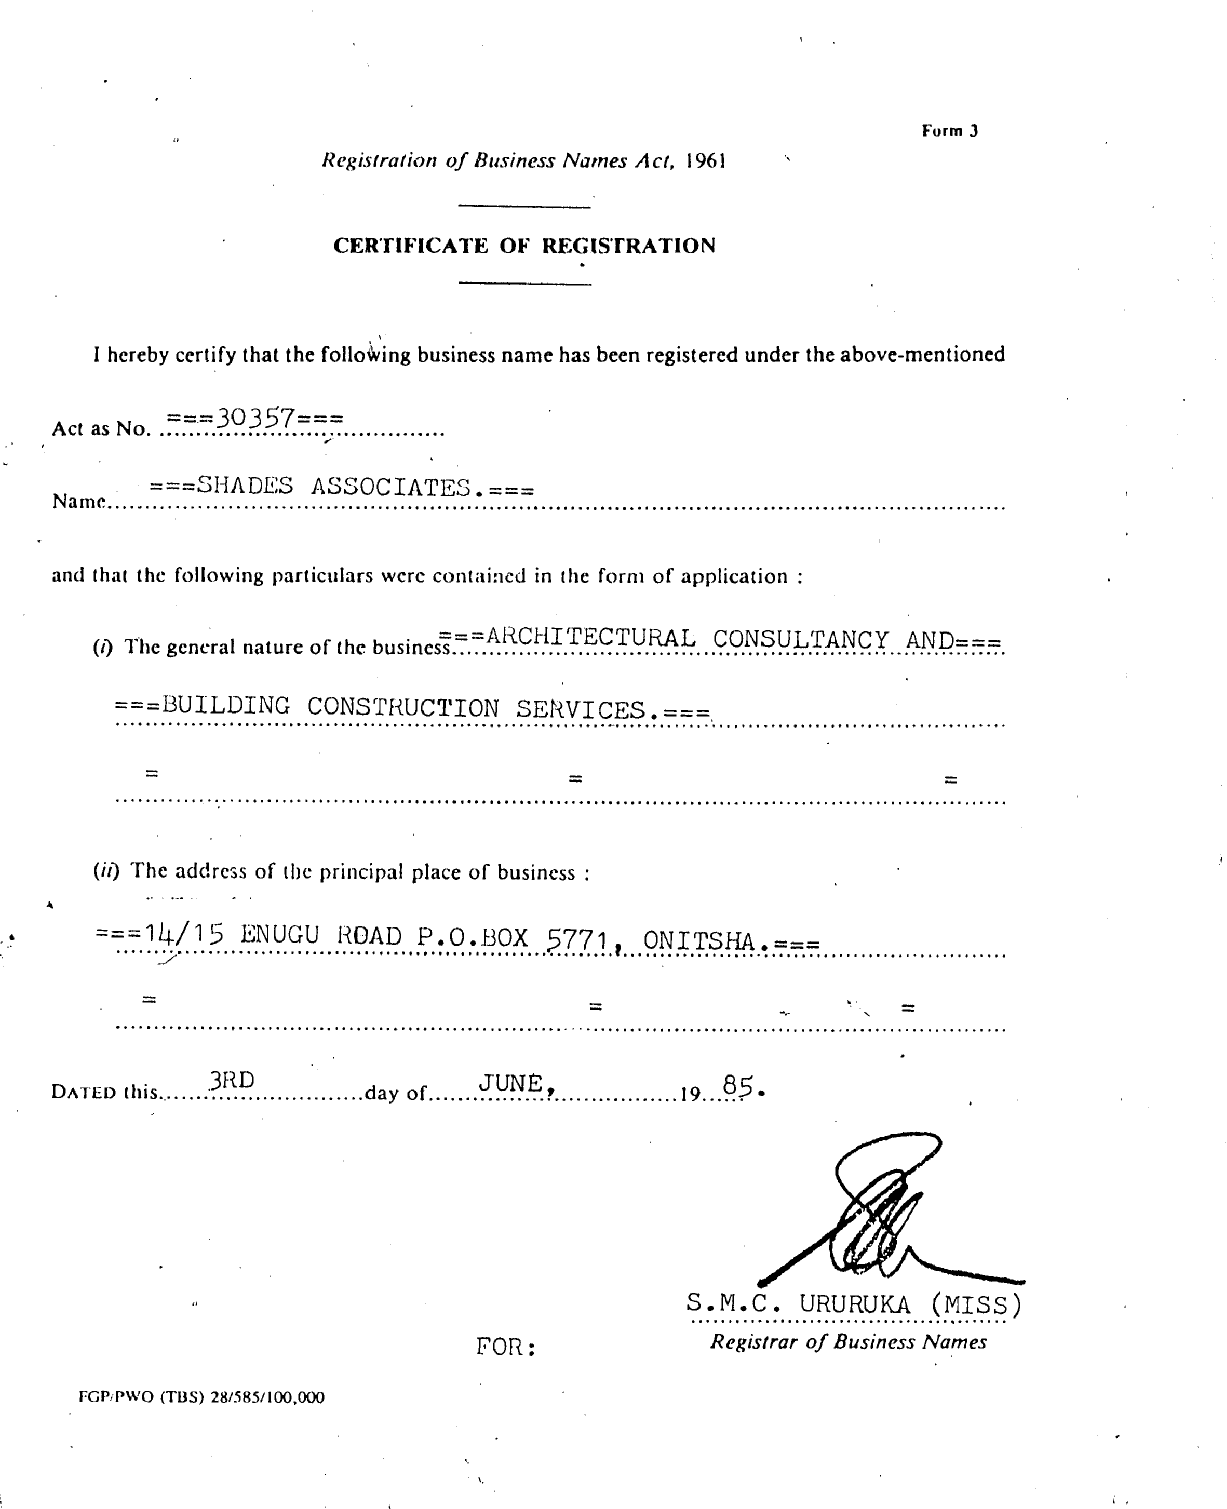 Form 3
Registration of Business Names Act, 1961
CERTIFICATE OF REGISTRATION
I hereby certify that the following business name has been registered under the above-mentioned
Act as No. ===30357===
Name ===SHADES ASSOCIATES.===
and that the following particulars were contained in the form of application :
(i) The general nature of the business ===ARCHITECTURAL CONSULTANCY AND===
===BUILDING CONSTRUCTION SERVICES.===
= = =
(ii) The address of the principal place of business :
===14/15 ENUGU ROAD P.O.BOX 5771, ONITSHA.===
= = =
DATED this 3RD day of JUNE, 19 85.
S.M.C. URURUKA (MISS)
FOR: Registrar of Business Names
FGP/PWO (TBS) 28/585/100,000